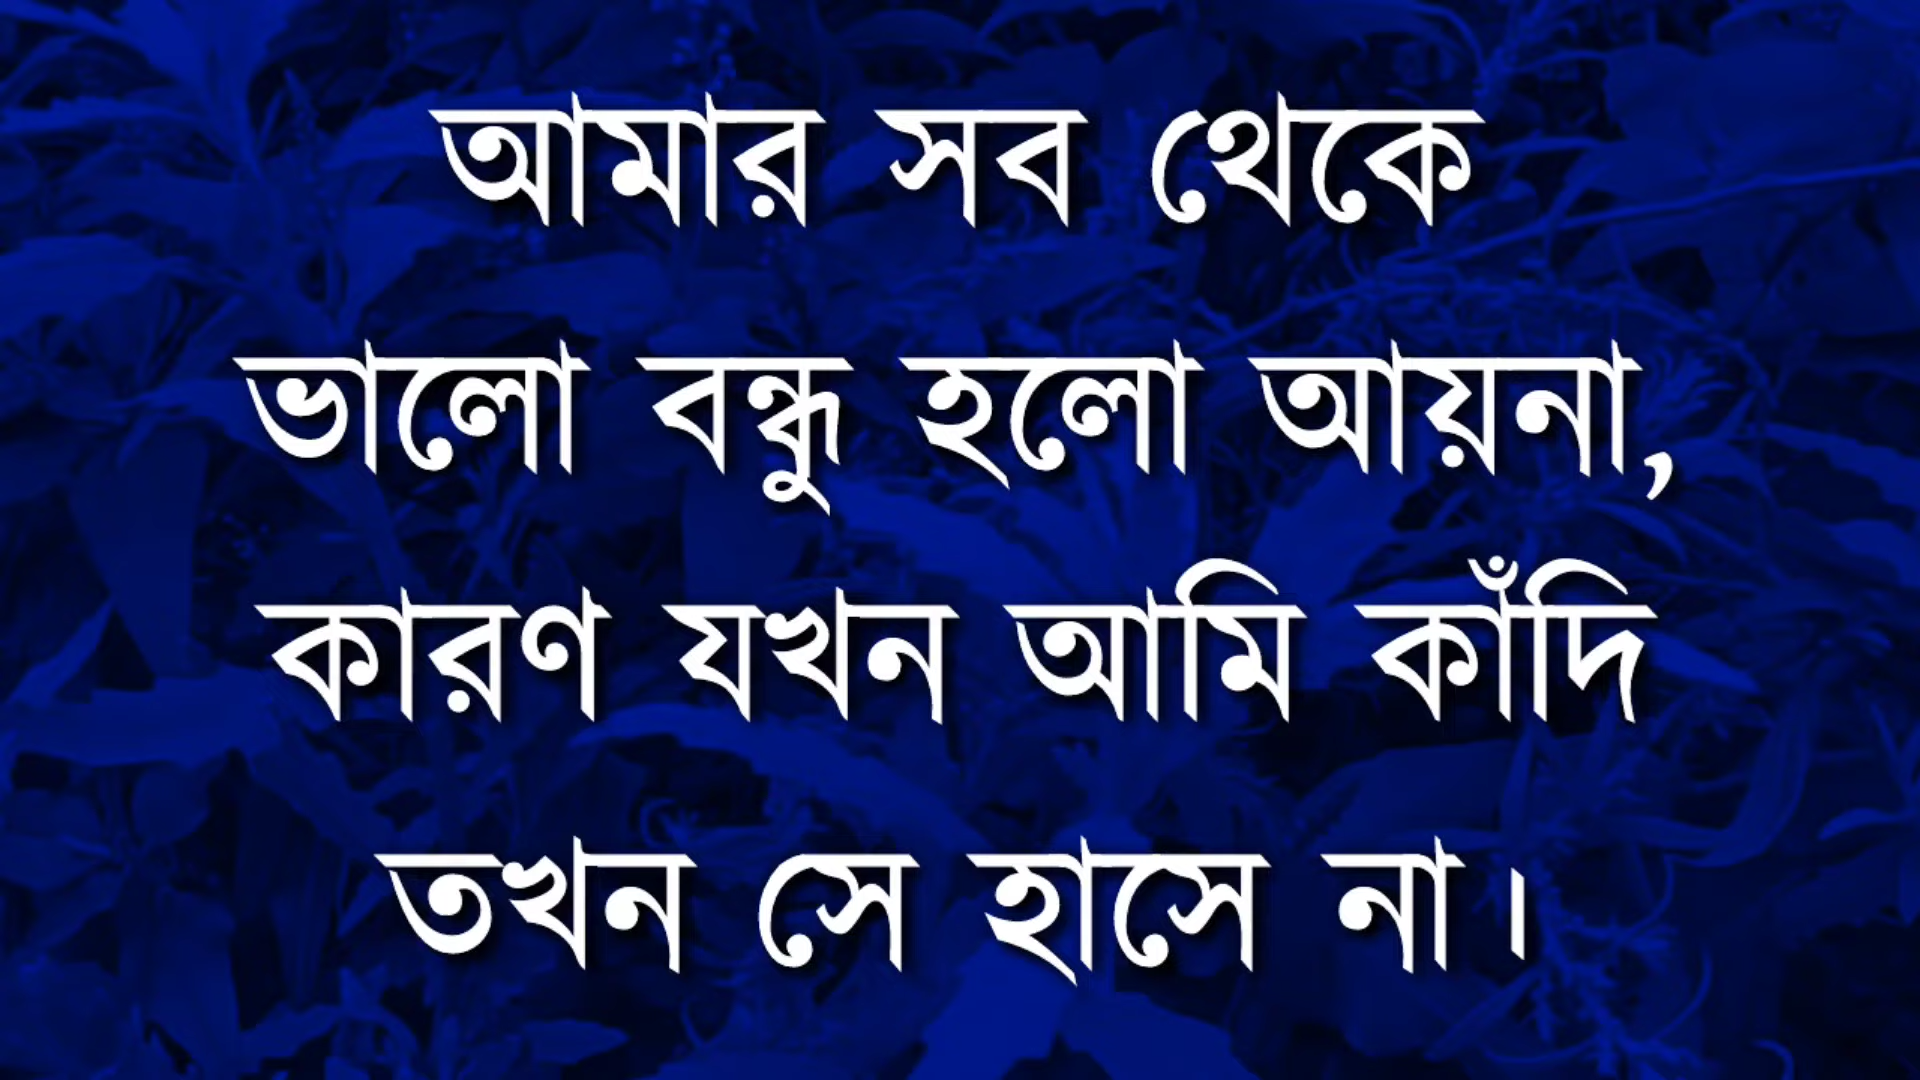 আমার সব থেকে
ভালো বন্ধু হলো আয়না,
কারণ যখন আমি কাঁদি
তখন সে হাসে না।